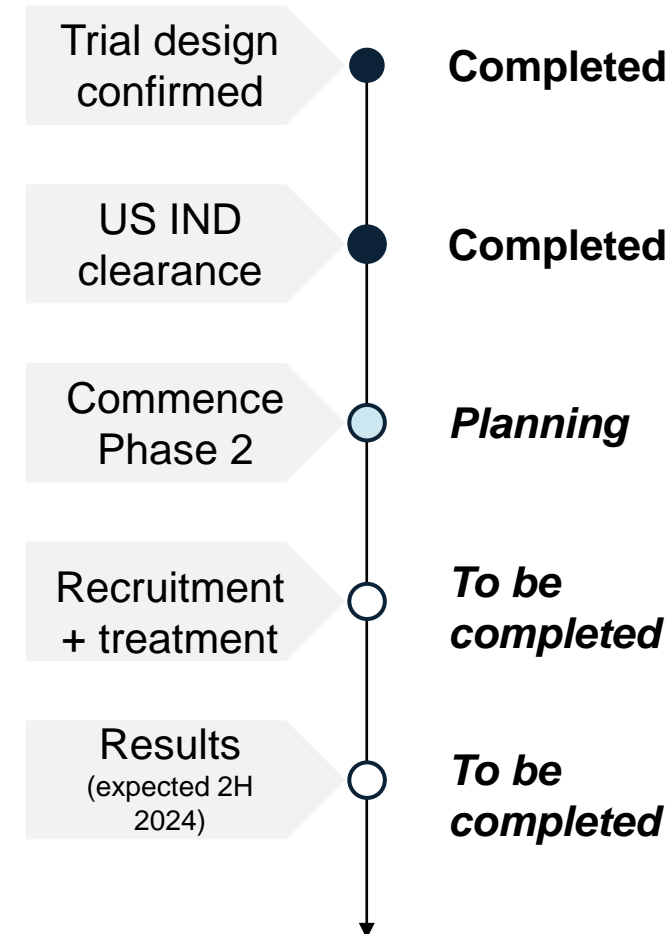 Trial design
confirmed
Completed
US IND
clearance
Completed
Commence
Phase 2
Planning
Recruitment
+ treatment
To be
completed
Results
(expected 2H
2024)
To be
completed